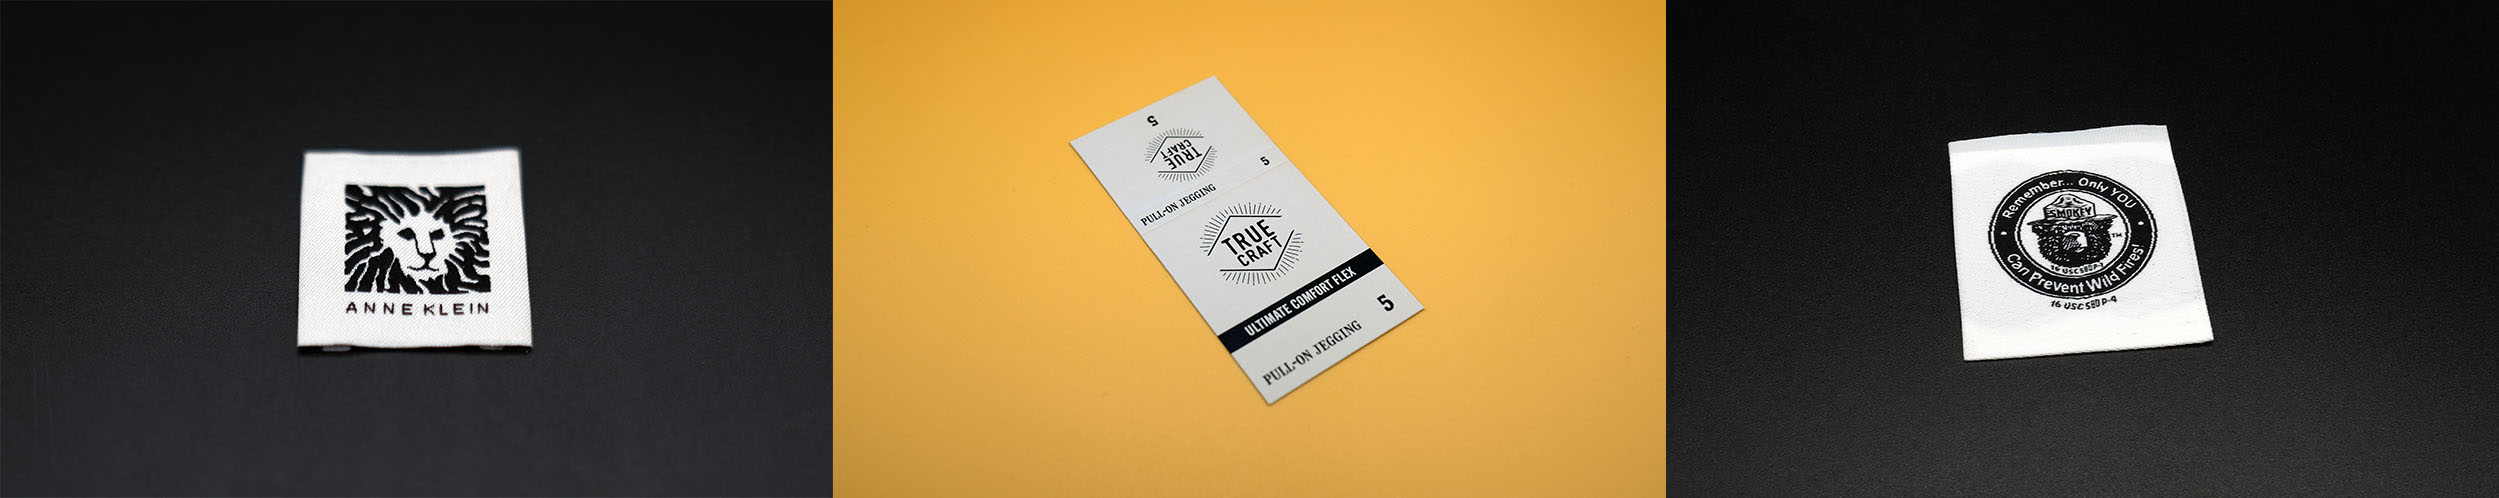 ANNE KLEIN
5
TRUE
CRAFT
PULL-ON JEGGING 5
TRUE
CRAFT
ULTIMATE COMFORT FLEX
PULL-ON JEGGING 5
Remember... Only YOU
SMOKEY
TM
Can Prevent Wild Fires!
16 USC 580 P-4